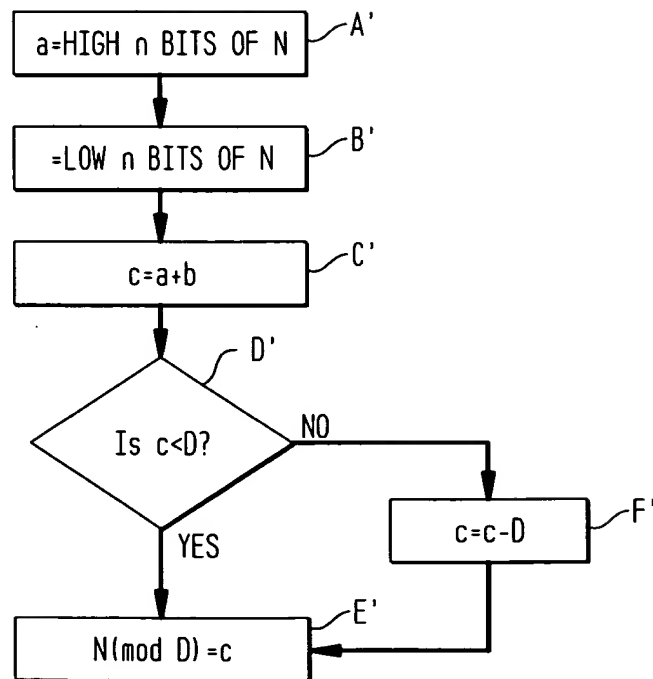 a=HIGH n BITS OF N
A'
=LOW n BITS OF N
B'
c=a+b
C'
D'
Is c<D?
NO
YES
c=c-D
F'
E'
N(mod D)=c